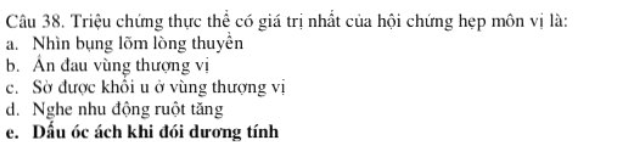 Câu 38. Triệu chứng thực thể có giá trị nhất của hội chứng hẹp môn vị là:
a. Nhìn bụng lõm lòng thuyền
b. Ấn đau vùng thượng vị
c. Sờ được khối u ở vùng thượng vị
d. Nghe nhu động ruột tăng
e. Dấu óc ách khi đói dương tính